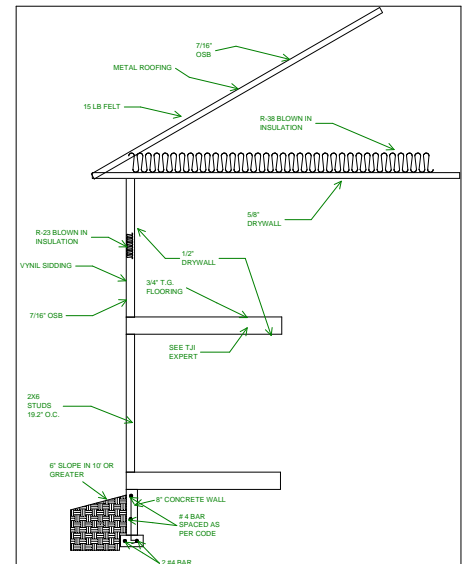 7/16"
OSB
METAL ROOFING
15 LB FELT
R-38 BLOWN IN
INSULATION
5/8"
DRYWALL
R-23 BLOWN IN
INSULATION
1/2"
DRYWALL
VYNIL SIDDING
3/4" T.G.
FLOORING
7/16" OSB
SEE TJI
EXPERT
2X6
STUDS
19.2" O.C.
6" SLOPE IN 10' OR
GREATER
8" CONCRETE WALL
# 4 BAR
SPACED AS
PER CODE
2 #4 BAR